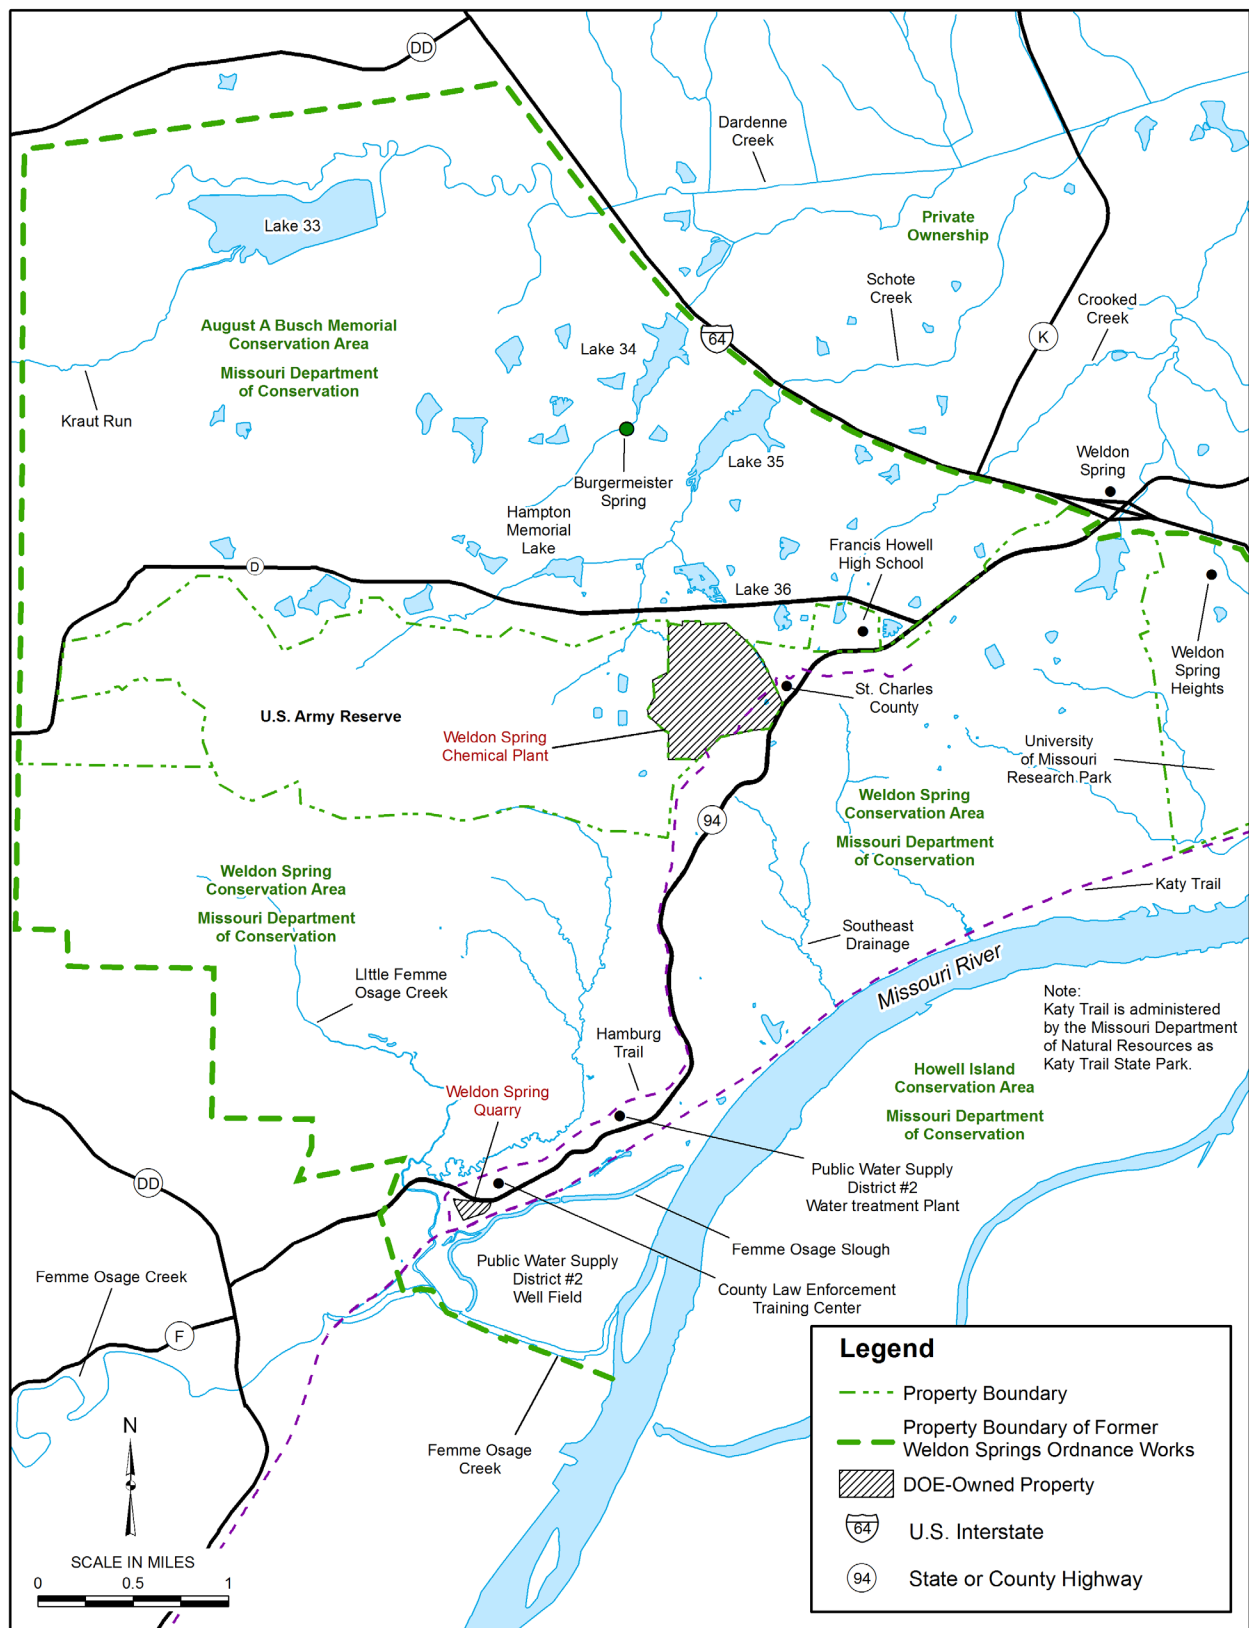 DD
Dardenne
Creek
Lake 33
Private
Ownership
Schote
Creek
Crooked
Creek
August A Busch Memorial
Conservation Area
Missouri Department
of Conservation
Lake 34
64
K
Kraut Run
Lake 35
Weldon
Spring
Burgermeister
Spring
Hampton
Memorial
Lake
Francis Howell
High School
D
Lake 36
Weldon
Spring
Heights
St. Charles
County
U.S. Army Reserve
Weldon Spring
Chemical Plant
University
of Missouri
Research Park
94
Weldon Spring
Conservation Area
Missouri Department
of Conservation
Weldon Spring
Conservation Area
Missouri Department
of Conservation
Katy Trail
Southeast
Drainage
Missouri River
LIttle Femme
Osage Creek
Note:
Katy Trail is administered
by the Missouri Department
of Natural Resources as
Katy Trail State Park.
Hamburg
Trail
Howell Island
Conservation Area
Missouri Department
of Conservation
Weldon Spring
Quarry
DD
Public Water Supply
District #2
Water treatment Plant
Femme Osage Slough
Public Water Supply
District #2
Well Field
County Law Enforcement
Training Center
Femme Osage Creek
F
Femme Osage
Creek
N
SCALE IN MILES
0 0.5 1
Legend
Property Boundary
Property Boundary of Former
Weldon Springs Ordnance Works
DOE-Owned Property
64 U.S. Interstate
94 State or County Highway